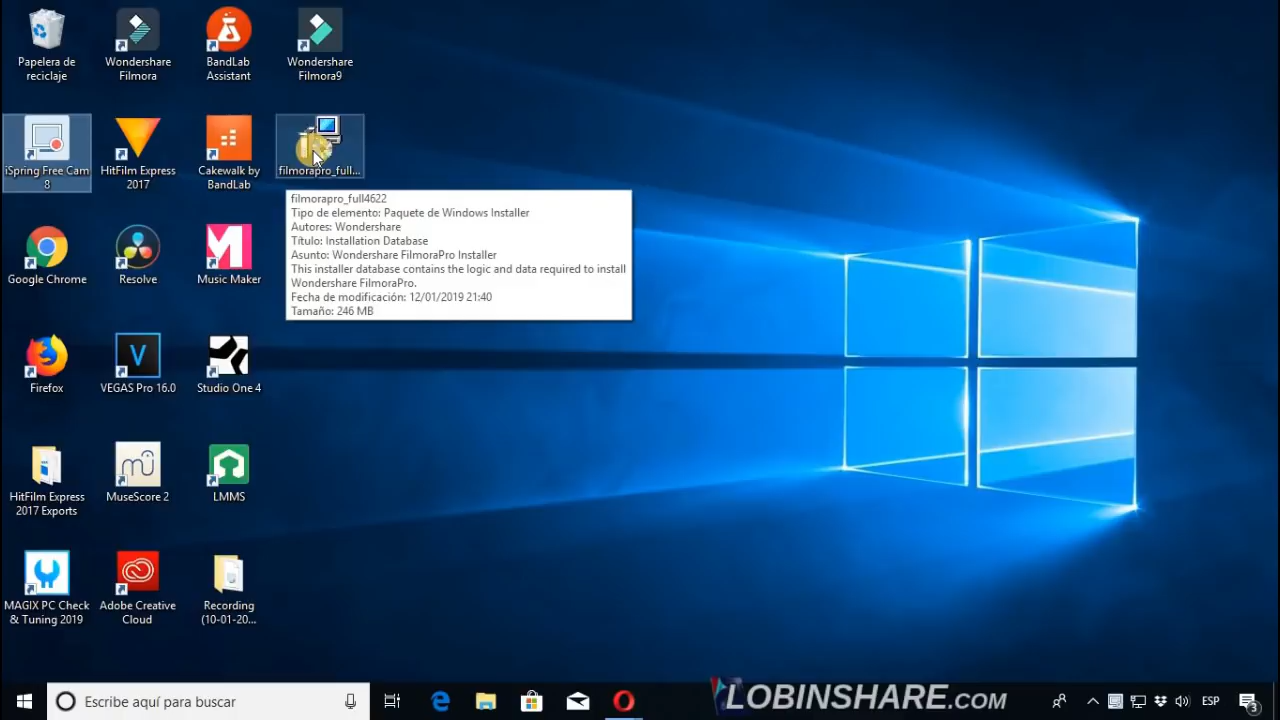 Papelera de
reciclaje
Wondershare
Filmora
BandLab
Assistant
Wondershare
Filmora9
iSpring Free Cam
8
HitFilm Express
2017
Cakewalk by
BandLab
filmorapro_full...
filmorapro_full4622
Tipo de elemento: Paquete de Windows Installer
Autores: Wondershare
Título: Installation Database
Asunto: Wondershare FilmoraPro Installer
This installer database contains the logic and data required to install
Wondershare FilmoraPro.
Fecha de modificación: 12/01/2019 21:40
Tamaño: 246 MB
Google Chrome
Resolve
Music Maker
Firefox
V
VEGAS Pro 16.0
Studio One 4
HitFilm Express
2017 Exports
mu
MuseScore 2
LMMS
MAGIX PC Check
& Tuning 2019
Adobe Creative
Cloud
Recording
(10-01-20...
Escribe aquí para buscar
LOBINSHARE.COM
ESP
3